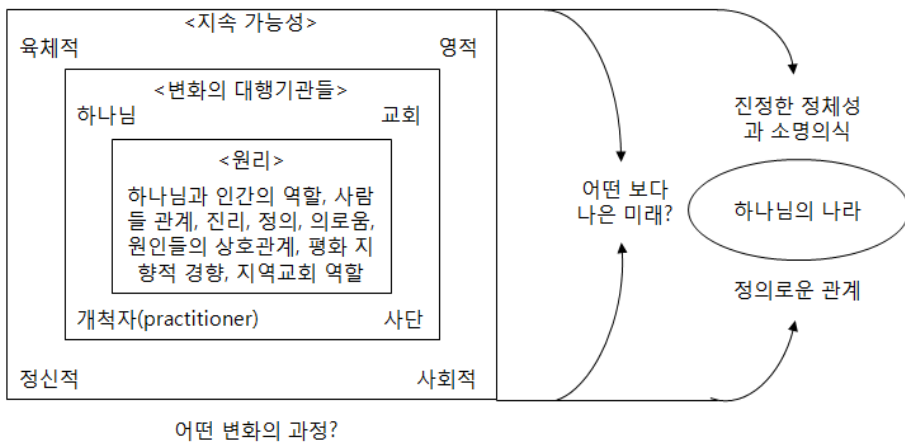 <지속 가능성>
육체적 영적
<변화의 대행기관들>
하나님 교회
<원리>
하나님과 인간의 역할, 사람
들 관계, 진리, 정의, 의로움,
원인들의 상호관계, 평화 지
향적 경향, 지역교회 역할
개척자(practitioner) 사단
정신적 사회적
어떤 변화의 과정?
어떤 보다
나은 미래?
진정한 정체성
과 소명의식
하나님의 나라
정의로운 관계